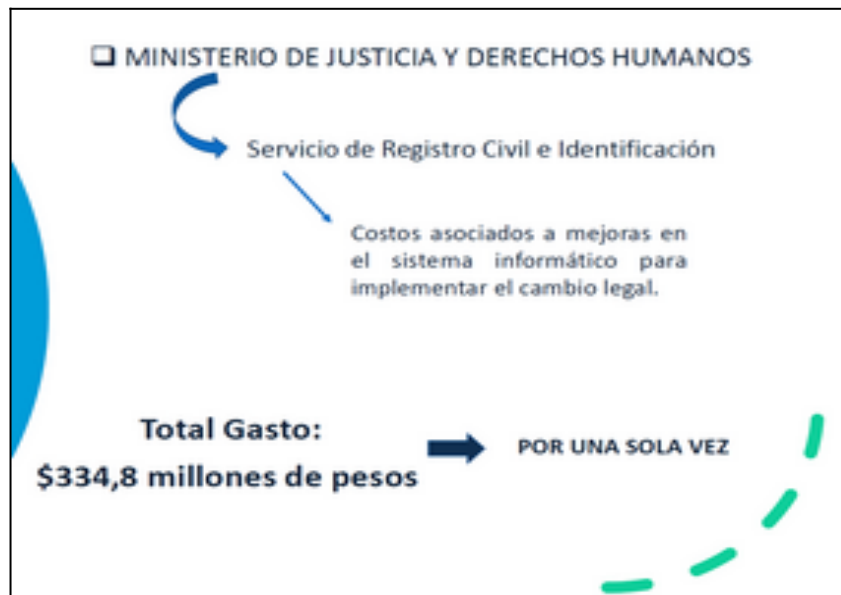 ❑ MINISTERIO DE JUSTICIA Y DERECHOS HUMANOS
Servicio de Registro Civil e Identificación
Costos asociados a mejoras en
el sistema informático para
implementar el cambio legal.
Total Gasto:
$334,8 millones de pesos
POR UNA SOLA VEZ